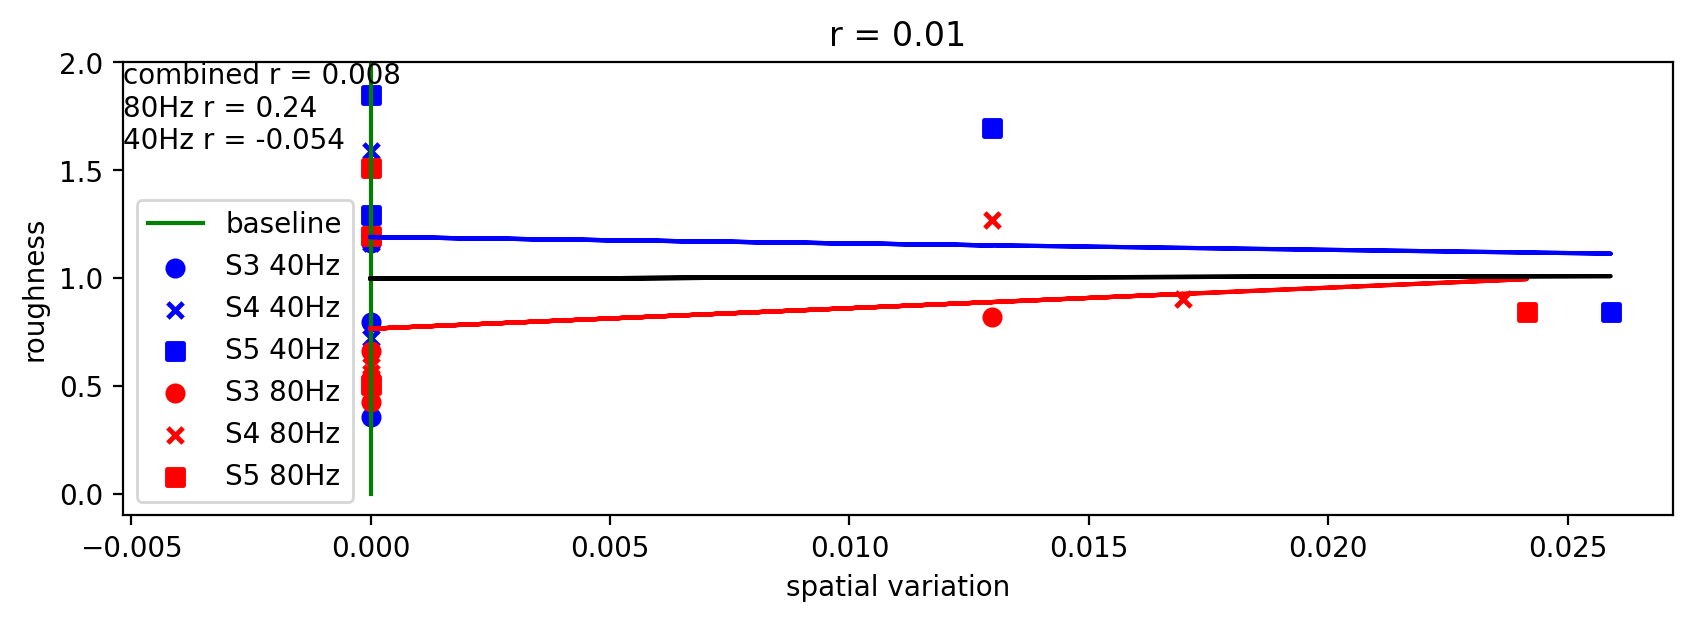 r = 0.01
combined r = 0.008
80Hz r = 0.24
40Hz r = -0.054
2.0
1.5
1.0
0.5
0.0
roughness
baseline
S3 40Hz
S4 40Hz
S5 40Hz
S3 80Hz
S4 80Hz
S5 80Hz
−0.005 0.000 0.005 0.010 0.015 0.020 0.025
spatial variation